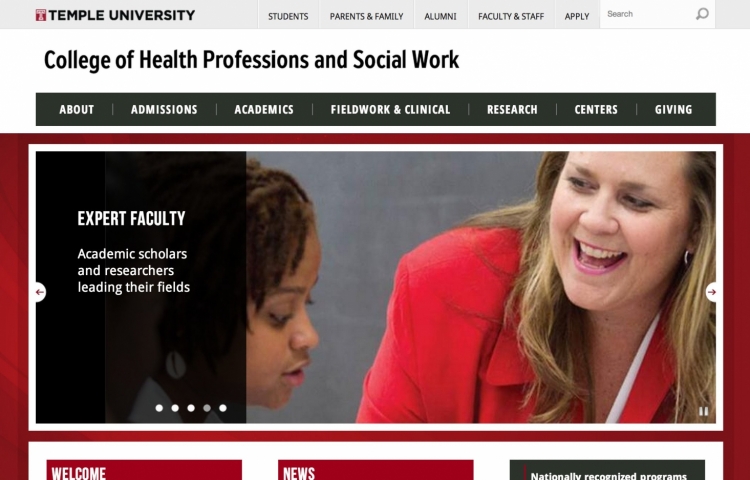 TEMPLE UNIVERSITY
STUDENTS
PARENTS & FAMILY
ALUMNI
FACULTY & STAFF
APPLY
Search
College of Health Professions and Social Work
ABOUT
ADMISSIONS
ACADEMICS
FIELDWORK & CLINICAL
RESEARCH
CENTERS
GIVING
EXPERT FACULTY
Academic scholars
and researchers
leading their fields
WELCOME
NEWS
Nationally recognized programs